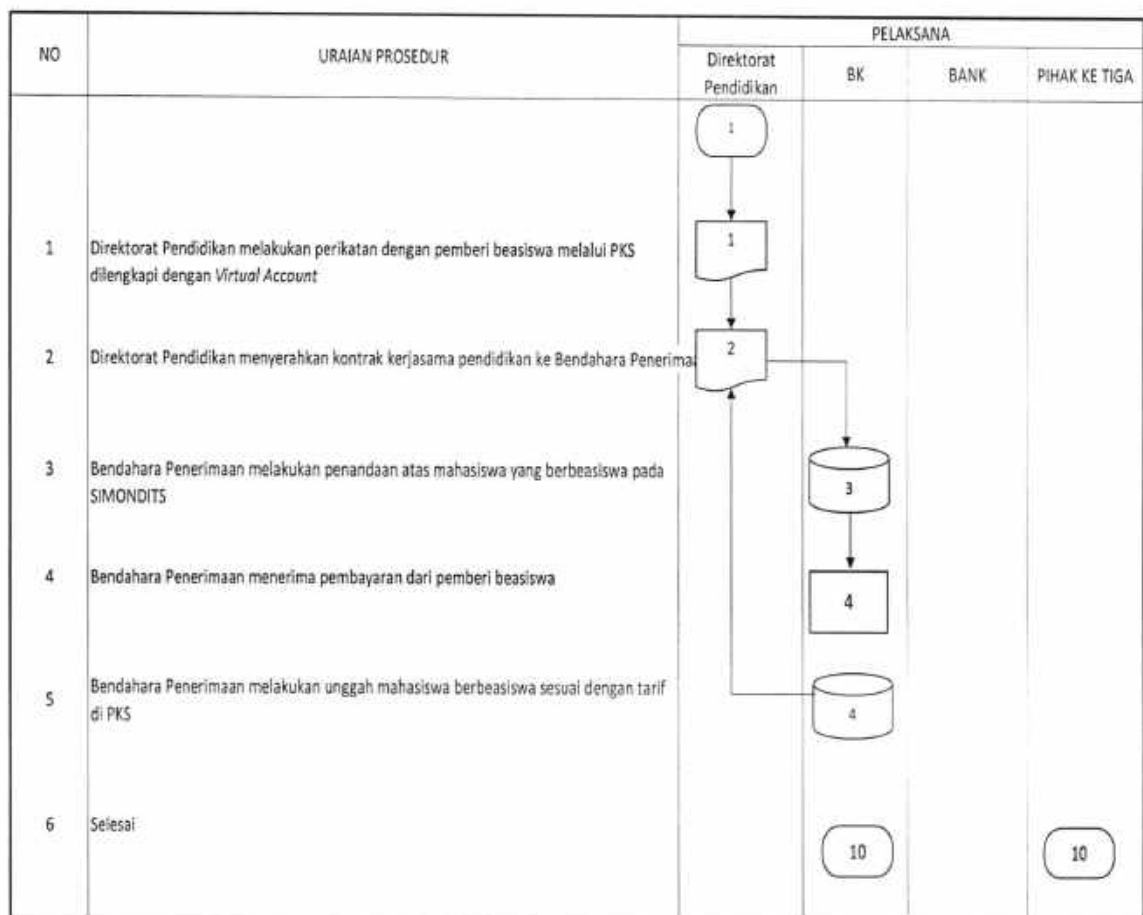 NO
URAIAN PROSEDUR
PELAKSANA
Direktorat
Pendidikan
BK
BANK
PIHAK KE TIGA
1
1
Direktorat Pendidikan melakukan perikatan dengan pemberi beasiswa melalui PKS
dilengkapi dengan Virtual Account
1
2
Direktorat Pendidikan menyerahkan kontrak kerjasama pendidikan ke Bendahara Penerimaa
2
3
Bendahara Penerimaan melakukan penandaan atas mahasiswa yang berbeasiswa pada
SIMONDITS
3
4
Bendahara Penerimaan menerima pembayaran dari pemberi beasiswa
4
5
Bendahara Penerimaan melakukan unggah mahasiswa berbeasiswa sesuai dengan tarif
di PKS
4
6
Selesai
10
10